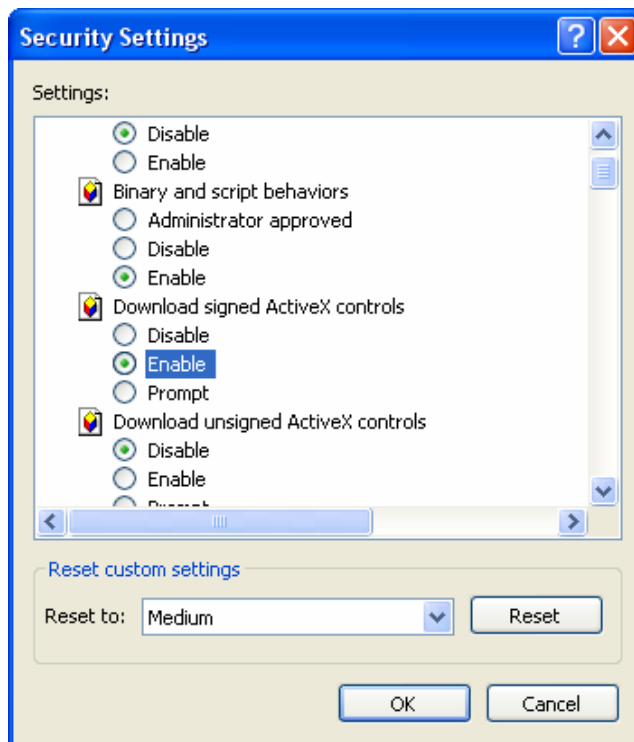 Security Settings
Settings:
Disable
Enable
Binary and script behaviors
Administrator approved
Disable
Enable
Download signed ActiveX controls
Disable
Enable
Prompt
Download unsigned ActiveX controls
Disable
Enable
Prompt
Reset custom settings
Reset to: Medium Reset
OK Cancel